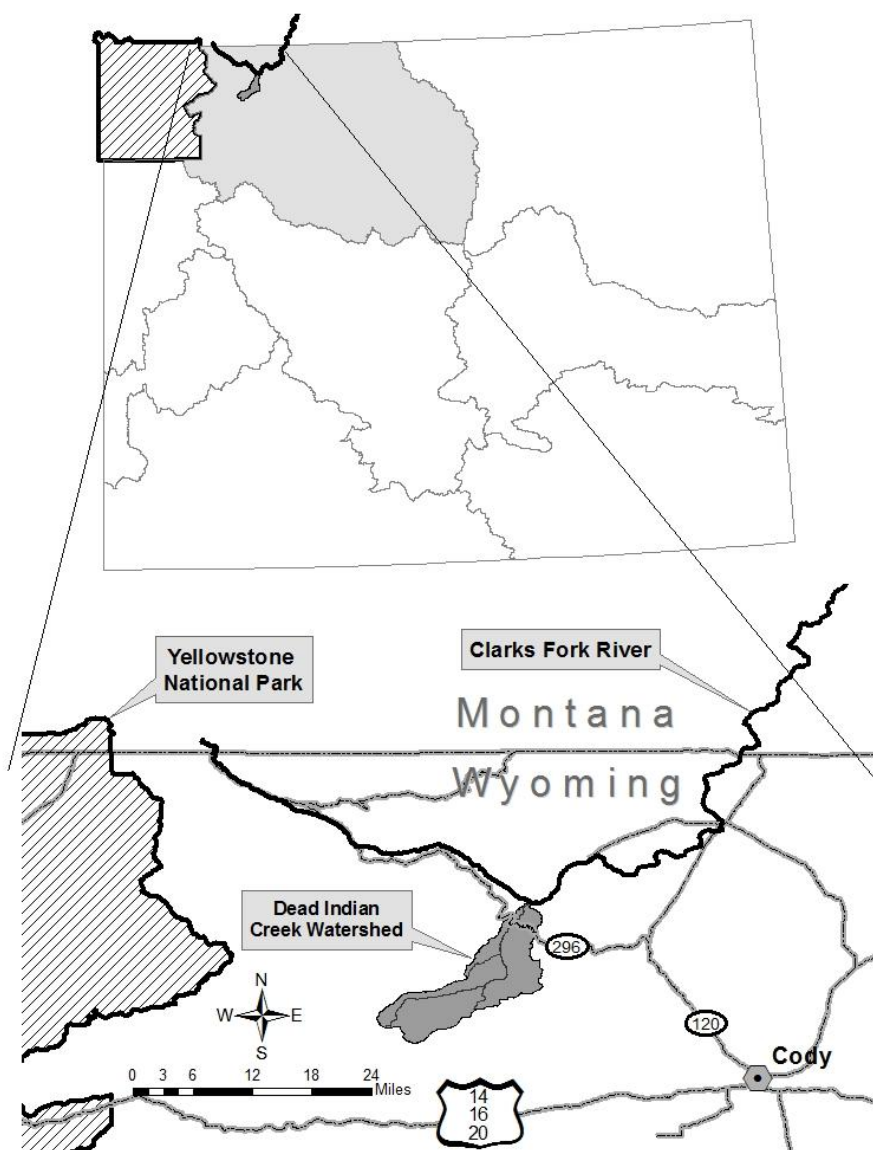 Yellowstone
National Park
Clarks Fork River
Montana
Wyoming
Dead Indian
Creek Watershed
296
N
W E
S
120
Cody
0 3 6 12 18 24
Miles
14
16
20